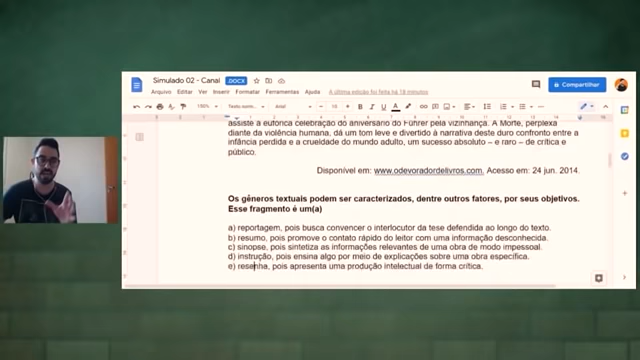 Simulado 02 - Canal .DOCX
Arquivo Editar Ver Inserir Formatar Ferramentas Ajuda A última edição foi feita há 18 minutos
Compartilhar
150% Texto norm... Arial 10 B I U A
assiste à eufórica celebração do aniversário do Führer pela vizinhança. A Morte, perplexa
diante da violência humana, dá um tom leve e divertido à narrativa deste duro confronto entre a
infância perdida e a crueldade do mundo adulto, um sucesso absoluto – e raro – de crítica e
público.
Disponível em: www.odevoradordelivros.com. Acesso em: 24 jun. 2014.
Os gêneros textuais podem ser caracterizados, dentre outros fatores, por seus objetivos.
Esse fragmento é um(a)
a) reportagem, pois busca convencer o interlocutor da tese defendida ao longo do texto.
b) resumo, pois promove o contato rápido do leitor com uma informação desconhecida.
c) sinopse, pois sintetiza as informações relevantes de uma obra de modo impessoal.
d) instrução, pois ensina algo por meio de explicações sobre uma obra específica.
e) resenha, pois apresenta uma produção intelectual de forma crítica.